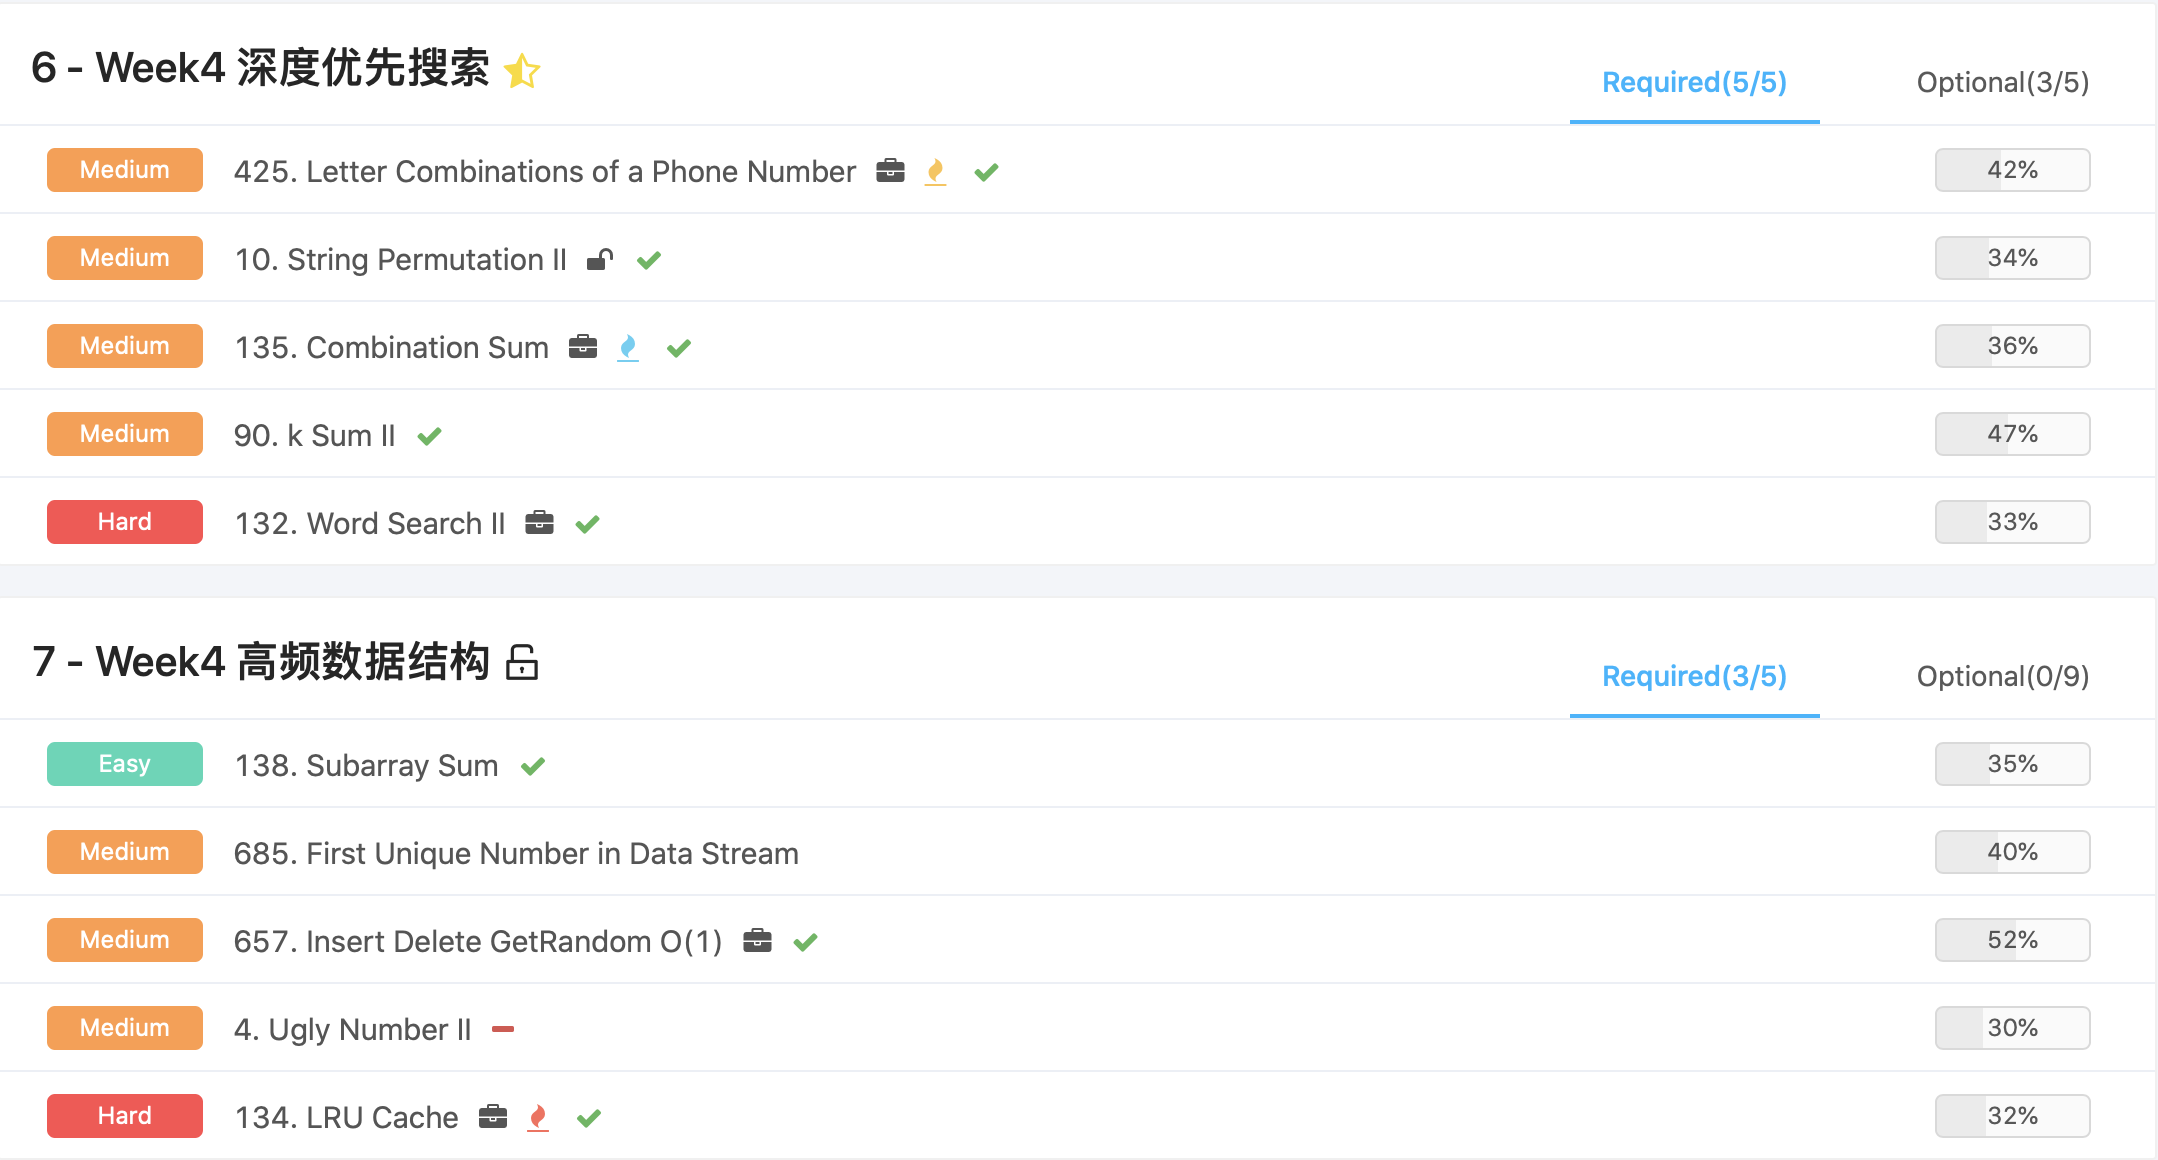 6 - Week4 深度优先搜索
Required(5/5) Optional(3/5)
Medium 425. Letter Combinations of a Phone Number 42%
Medium 10. String Permutation II 34%
Medium 135. Combination Sum 36%
Medium 90. k Sum II 47%
Hard 132. Word Search II 33%
7 - Week4 高频数据结构
Required(3/5) Optional(0/9)
Easy 138. Subarray Sum 35%
Medium 685. First Unique Number in Data Stream 40%
Medium 657. Insert Delete GetRandom O(1) 52%
Medium 4. Ugly Number II 30%
Hard 134. LRU Cache 32%